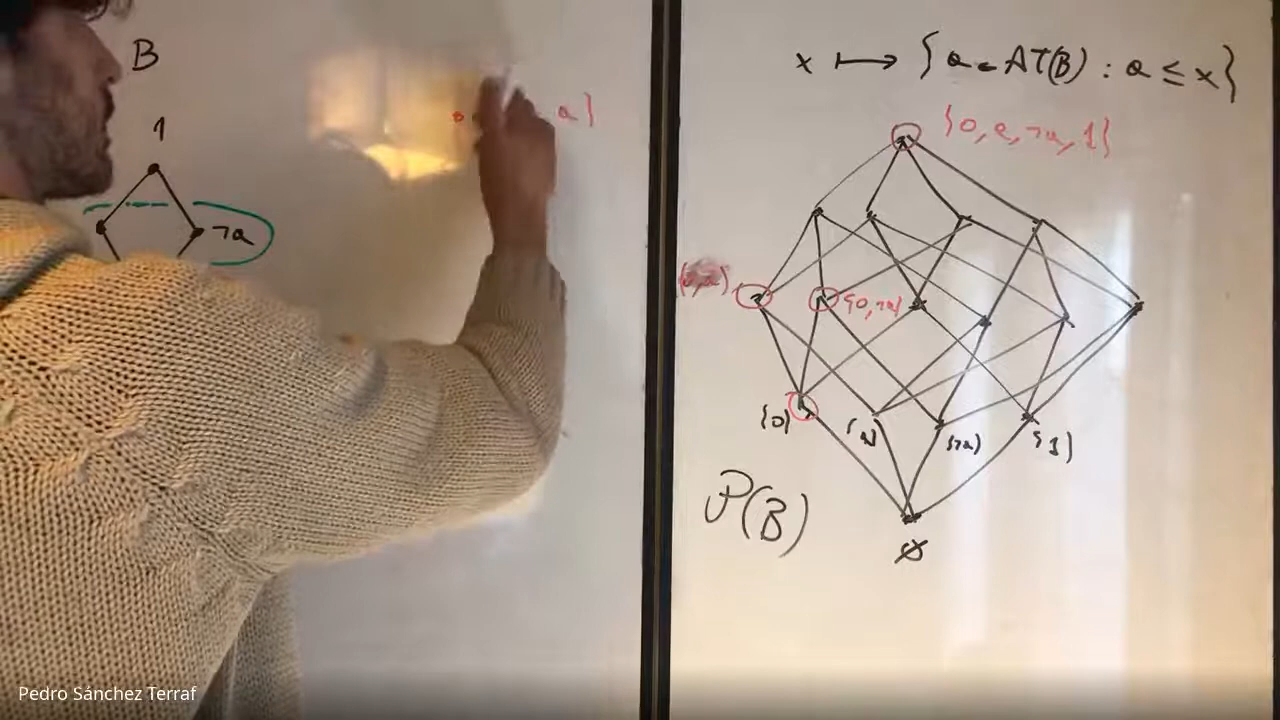 B
1
¬a
a}
x ⟼ {a ∈ AT(B) : a ≤ x}
{0, a, ¬a, 1}
{0,¬a}
{0}
{a}
{¬a}
{1}
P(B)
∅
Pedro Sánchez Terraf